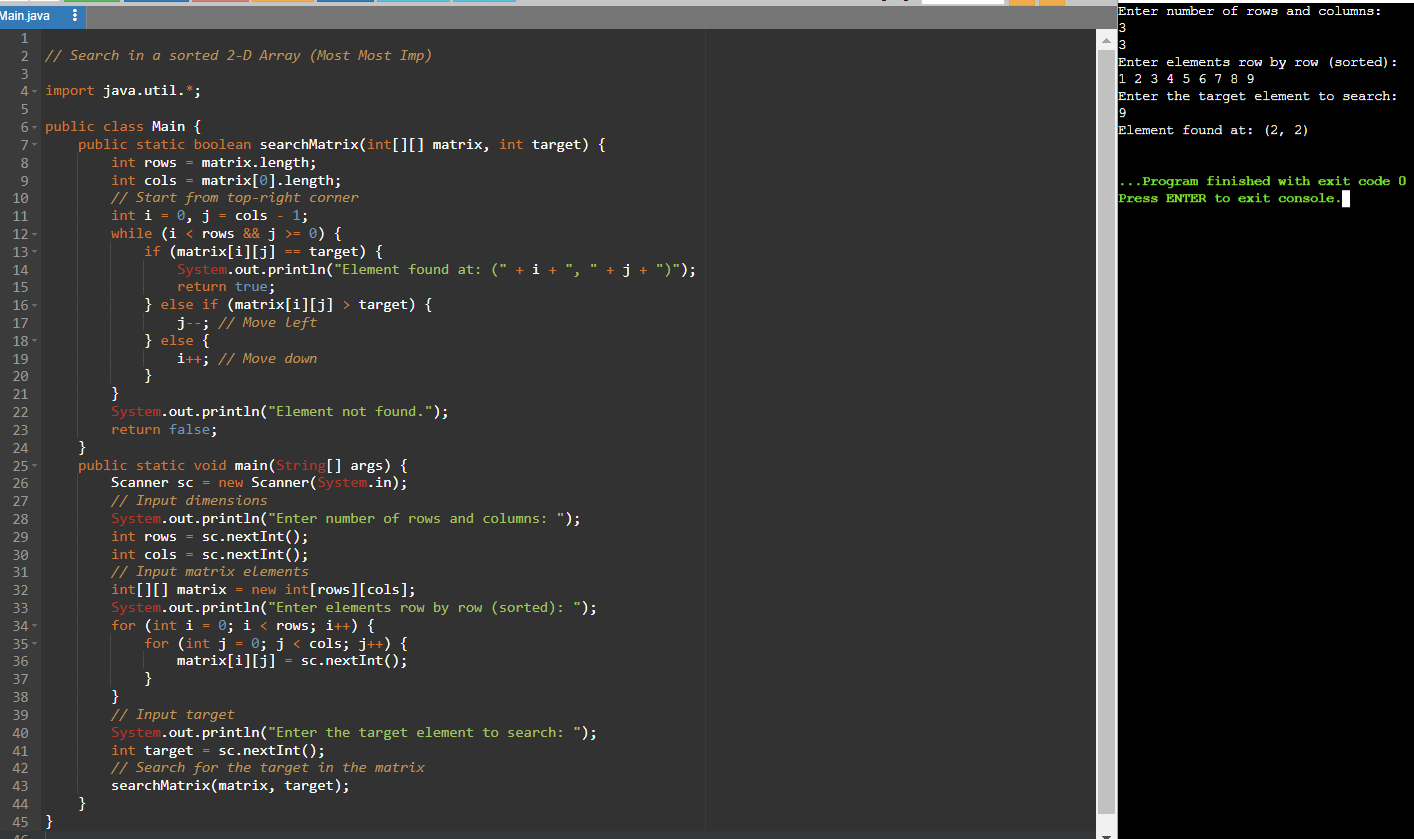 Main.java
1
2 // Search in a sorted 2-D Array (Most Most Imp)
3
4 import java.util.*;
5
6 public class Main {
7     public static boolean searchMatrix(int[][] matrix, int target) {
8         int rows = matrix.length;
9         int cols = matrix[0].length;
10         // Start from top-right corner
11         int i = 0, j = cols - 1;
12         while (i < rows && j >= 0) {
13             if (matrix[i][j] == target) {
14                 System.out.println("Element found at: (" + i + ", " + j + ")");
15                 return true;
16             } else if (matrix[i][j] > target) {
17                 j--; // Move left
18             } else {
19                 i++; // Move down
20             }
21         }
22         System.out.println("Element not found.");
23         return false;
24     }
25     public static void main(String[] args) {
26         Scanner sc = new Scanner(System.in);
27         // Input dimensions
28         System.out.println("Enter number of rows and columns: ");
29         int rows = sc.nextInt();
30         int cols = sc.nextInt();
31         // Input matrix elements
32         int[][] matrix = new int[rows][cols];
33         System.out.println("Enter elements row by row (sorted): ");
34         for (int i = 0; i < rows; i++) {
35             for (int j = 0; j < cols; j++) {
36                 matrix[i][j] = sc.nextInt();
37             }
38         }
39         // Input target
40         System.out.println("Enter the target element to search: ");
41         int target = sc.nextInt();
42         // Search for the target in the matrix
43         searchMatrix(matrix, target);
44     }
45 }
Enter number of rows and columns:
3
3
Enter elements row by row (sorted):
1 2 3 4 5 6 7 8 9
Enter the target element to search:
9
Element found at: (2, 2)
...Program finished with exit code 0
Press ENTER to exit console.